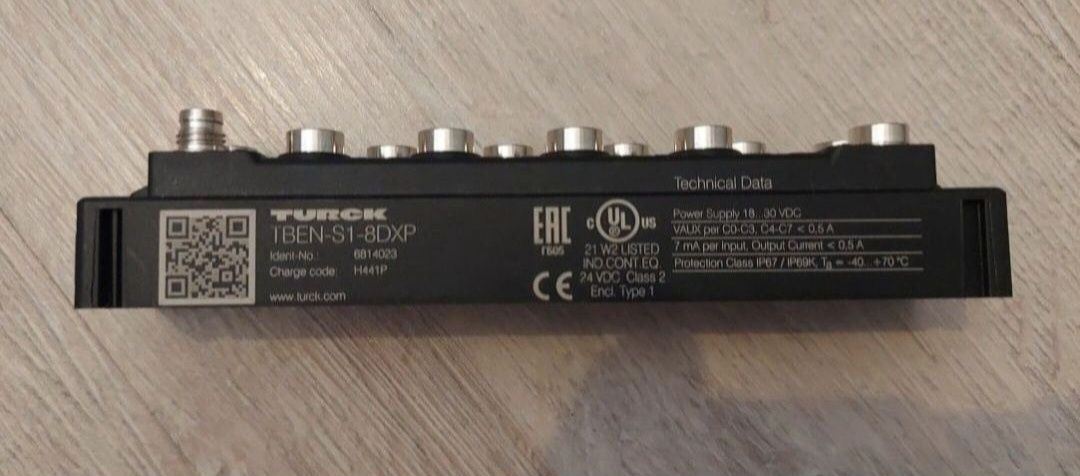 TURCK
TBEN-S1-8DXP
Ident-No.: 6814023
Charge code: H441P
www.turck.com
EAC
ГБ05
CE
c UL US
21 W2 LISTED
IND.CONT.EQ.
24 VDC Class 2
Encl. Type 1
Technical Data
Power Supply 18...30 VDC
VAUX per C0-C3, C4-C7 < 0,5 A
7 mA per Input, Output Current < 0,5 A
Protection Class IP67 / IP69K, Ta = -40...+70 °C